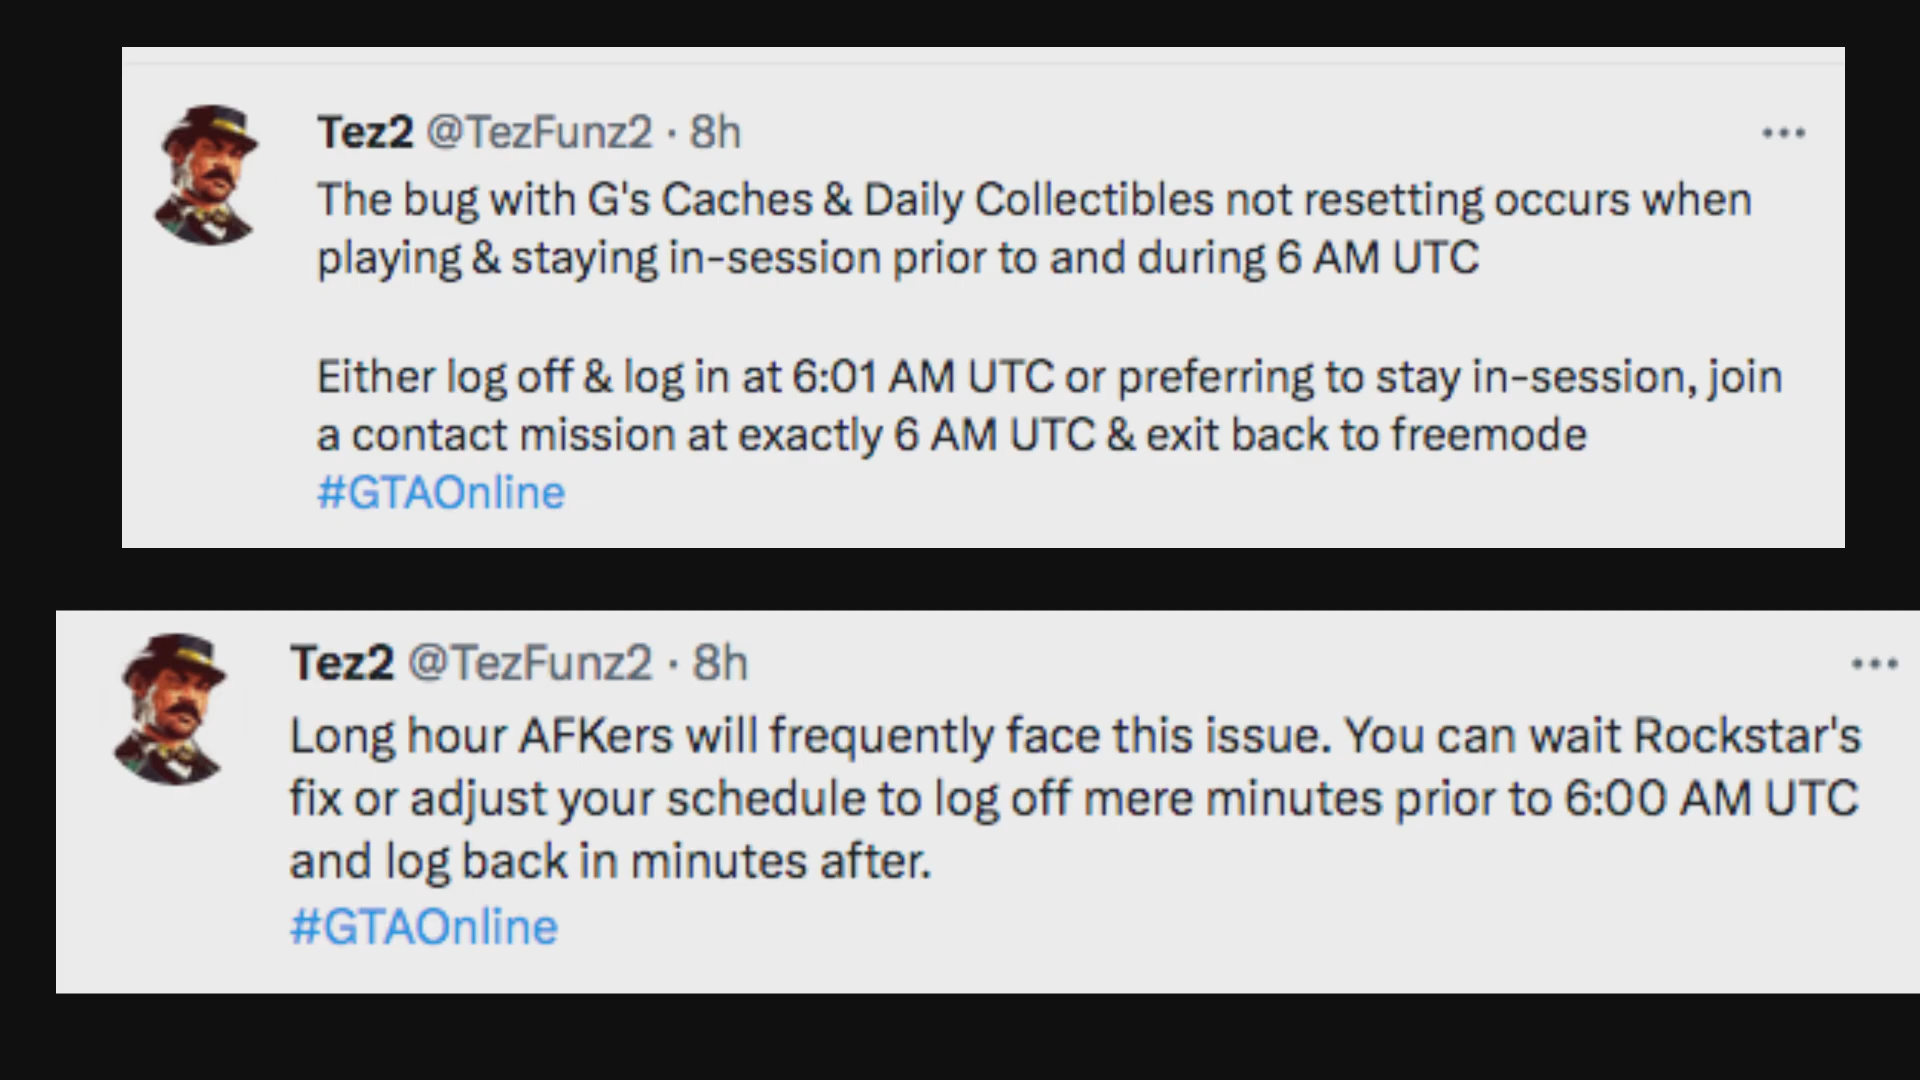 Tez2 @TezFunz2 · 8h
The bug with G's Caches & Daily Collectibles not resetting occurs when
playing & staying in-session prior to and during 6 AM UTC
Either log off & log in at 6:01 AM UTC or preferring to stay in-session, join
a contact mission at exactly 6 AM UTC & exit back to freemode
#GTAOnline
Tez2 @TezFunz2 · 8h
Long hour AFKers will frequently face this issue. You can wait Rockstar's
fix or adjust your schedule to log off mere minutes prior to 6:00 AM UTC
and log back in minutes after.
#GTAOnline